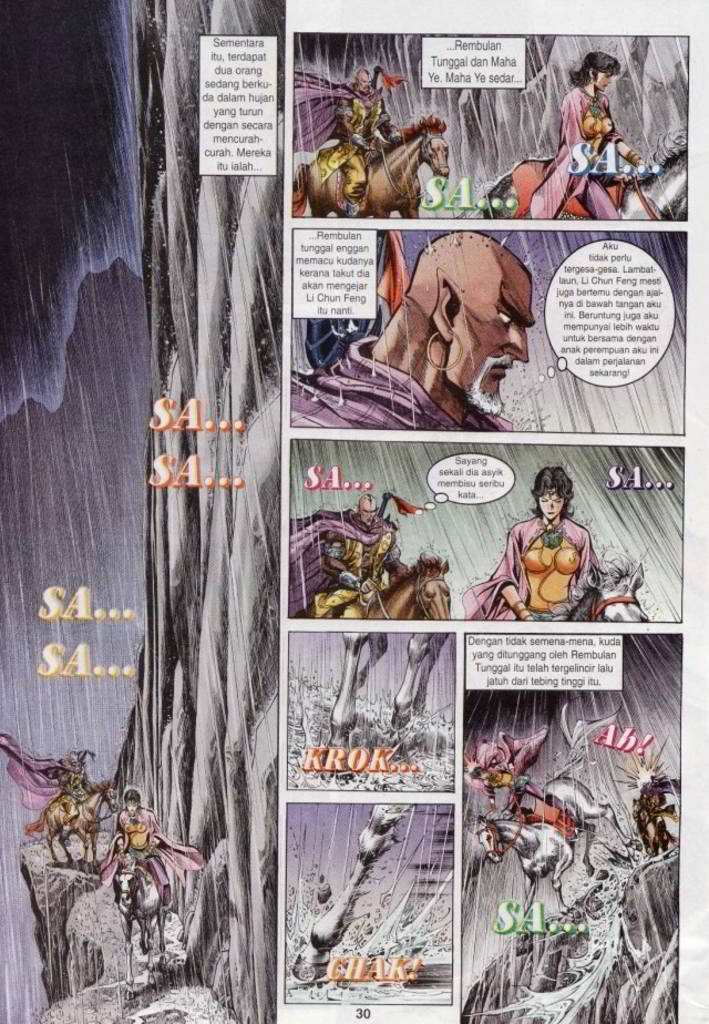 Sementara
itu, terdapat
dua orang
sedang berku-
da dalam hujan
yang turun
dengan secara
mencurah-
curah. Mereka
itu ialah...
SA...
SA...
SA...
SA...
...Rembulan
Tunggal dan Maha
Ye. Maha Ye sedar...
SA...
SA...
...Rembulan
tunggal enggan
memacu kudanya
kerana takut dia
akan mengejar
Li Chun Feng
itu nanti.
Aku
tidak perlu
tergesa-gesa. Lambat-
laun, Li Chun Feng mesti
juga bertemu dengan ajal-
nya di bawah tangan aku
ini. Beruntung juga aku
mempunyai lebih waktu
untuk bersama dengan
anak perempuan aku ini
dalam perjalanan
sekarang!
SA...
Sayang
sekali dia asyik
membisu seribu
kata...
SA...
KROK...
CHAK!
Dengan tidak semena-mena, kuda
yang ditunggang oleh Rembulan
Tunggal itu telah tergelincir lalu
jatuh dari tebing tinggi itu.
Ah!
SA...
30